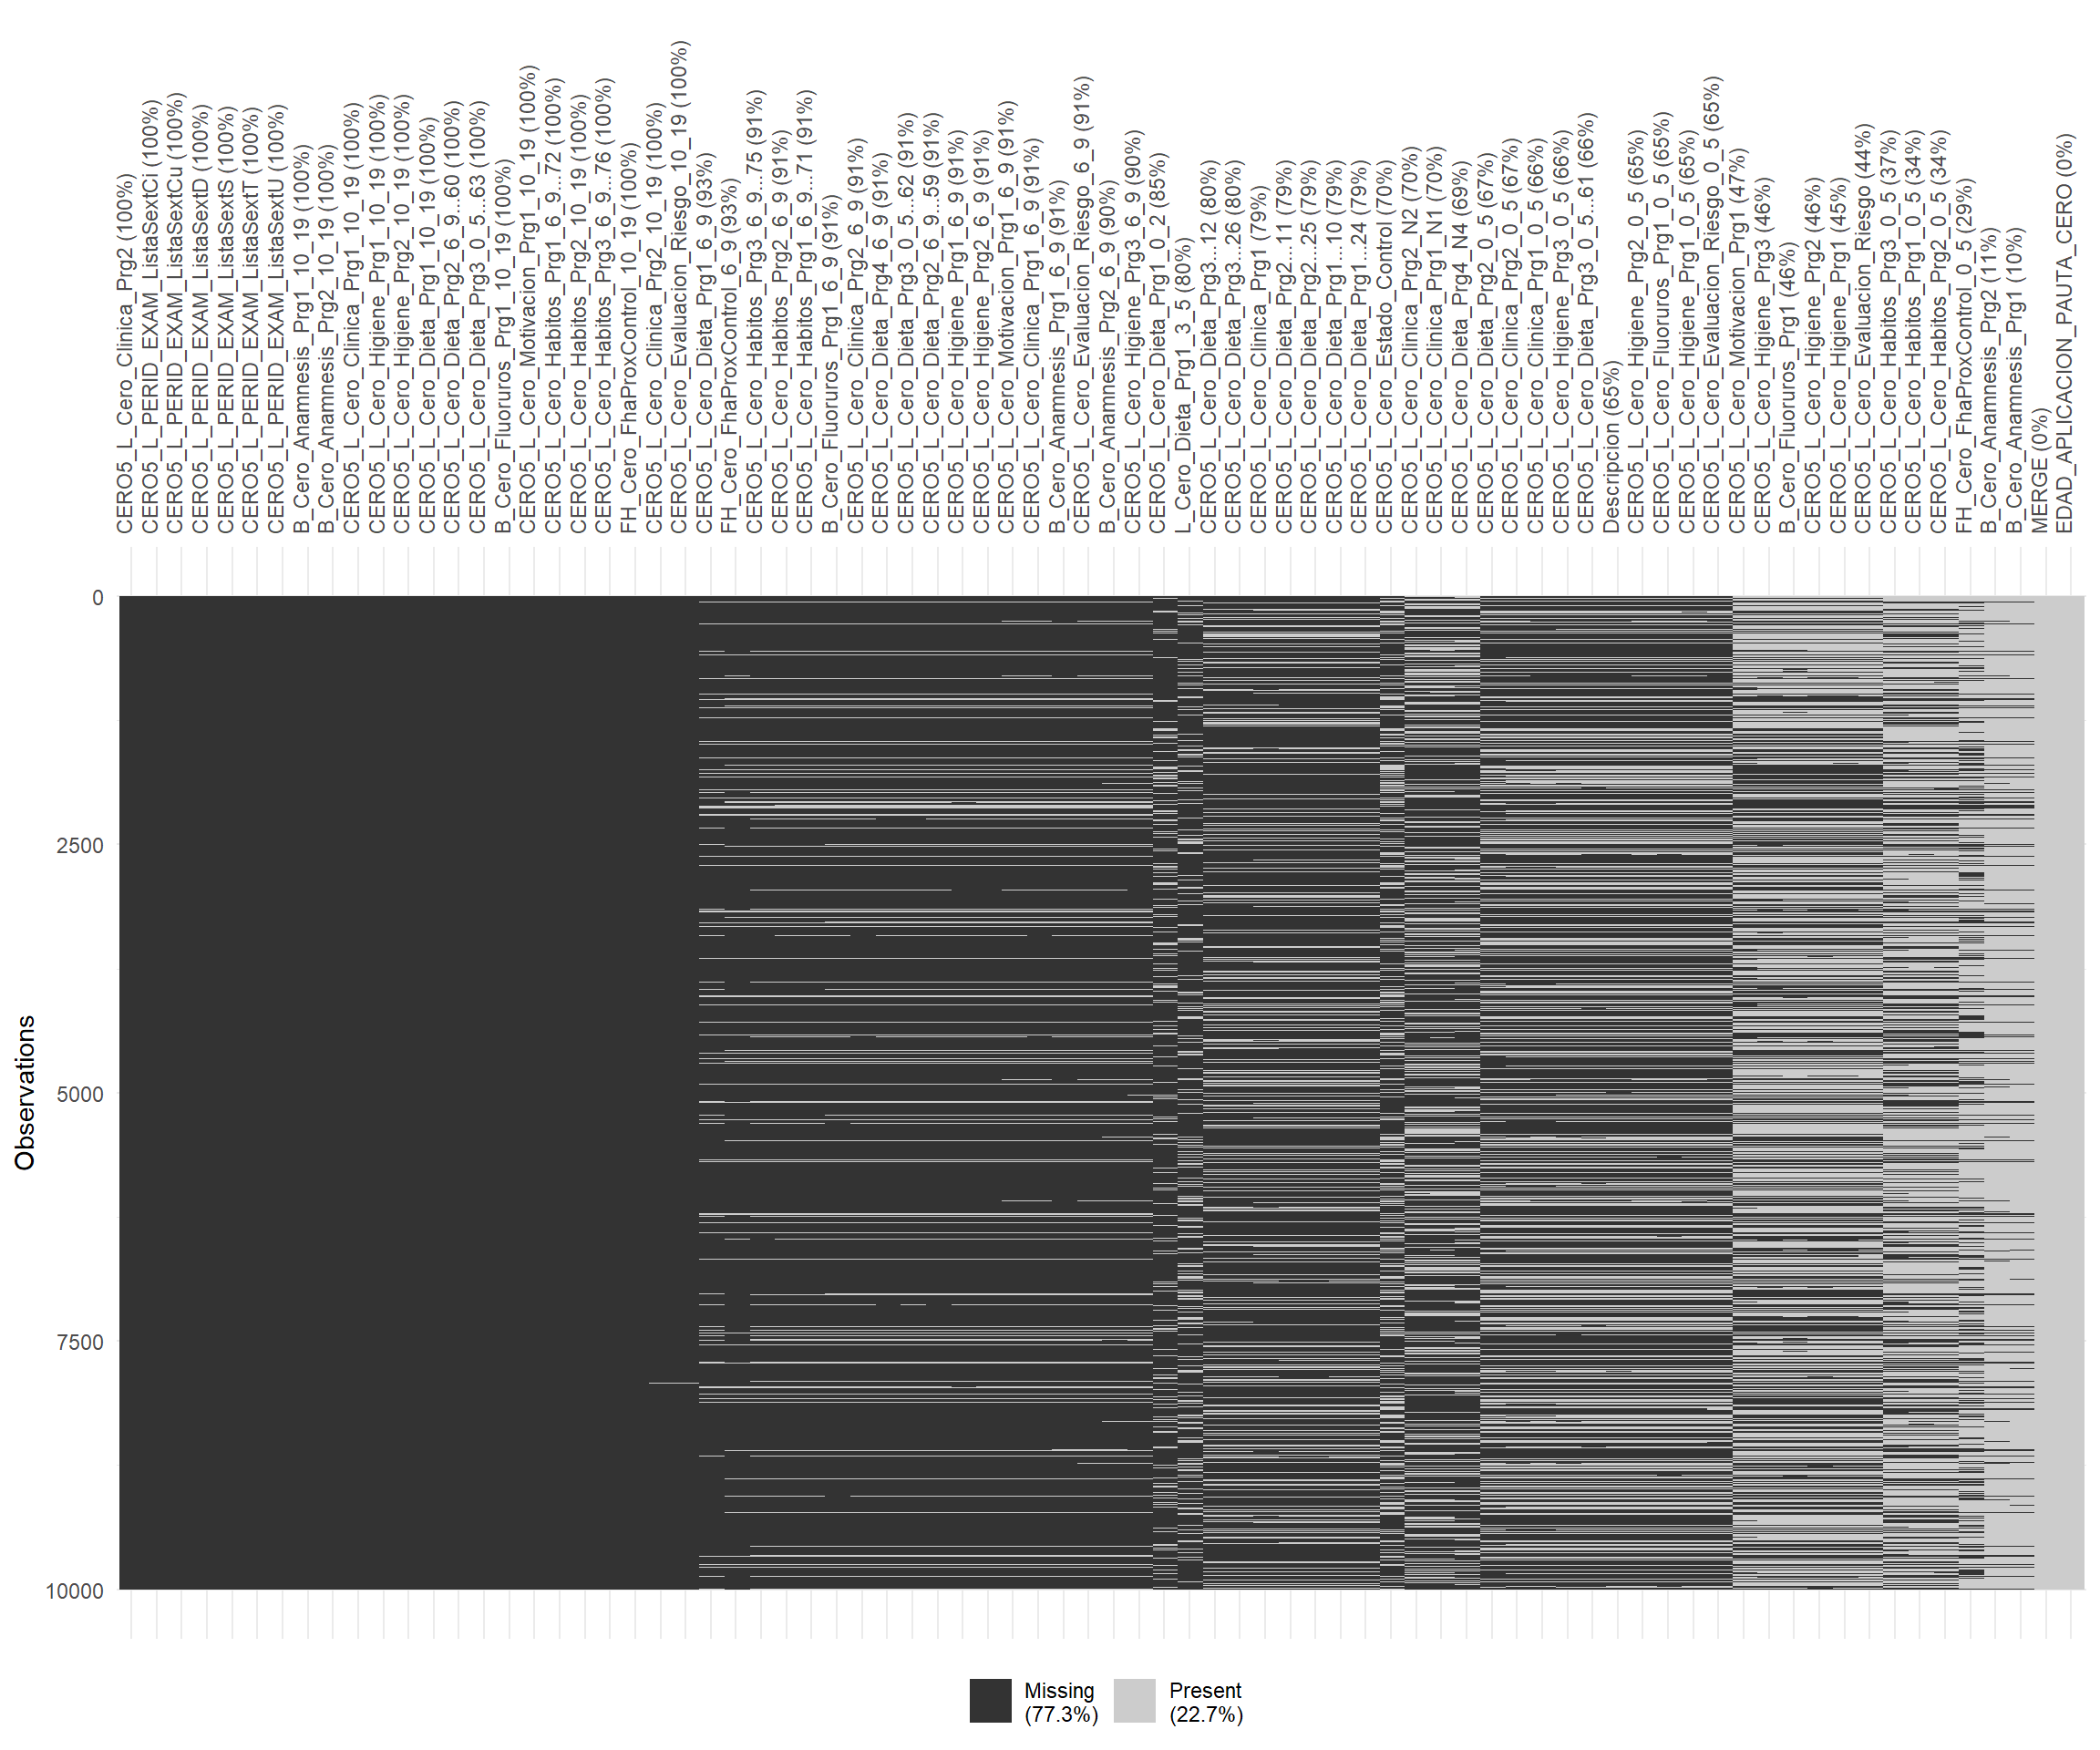 CERO5_L_Cero_Clinica_Prg2 (100%)
CERO5_L_PERID_EXAM_ListaSextCi (100%)
CERO5_L_PERID_EXAM_ListaSextCu (100%)
CERO5_L_PERID_EXAM_ListaSextD (100%)
CERO5_L_PERID_EXAM_ListaSextS (100%)
CERO5_L_PERID_EXAM_ListaSextT (100%)
CERO5_L_PERID_EXAM_ListaSextU (100%)
B_Cero_Anamnesis_Prg1_10_19 (100%)
B_Cero_Anamnesis_Prg2_10_19 (100%)
CERO5_L_Cero_Clinica_Prg1_10_19 (100%)
CERO5_L_Cero_Higiene_Prg1_10_19 (100%)
CERO5_L_Cero_Higiene_Prg2_10_19 (100%)
CERO5_L_Cero_Dieta_Prg1_10_19 (100%)
CERO5_L_Cero_Dieta_Prg2_6_9...60 (100%)
CERO5_L_Cero_Dieta_Prg3_0_5...63 (100%)
B_Cero_Fluoruros_Prg1_10_19 (100%)
CERO5_L_Cero_Motivacion_Prg1_10_19 (100%)
CERO5_L_Cero_Habitos_Prg1_6_9...72 (100%)
CERO5_L_Cero_Habitos_Prg2_10_19 (100%)
CERO5_L_Cero_Habitos_Prg3_6_9...76 (100%)
FH_Cero_FhaProxControl_10_19 (100%)
CERO5_L_Cero_Clinica_Prg2_10_19 (100%)
CERO5_L_Cero_Evaluacion_Riesgo_10_19 (100%)
CERO5_L_Cero_Dieta_Prg1_6_9 (93%)
FH_Cero_FhaProxControl_6_9 (93%)
CERO5_L_Cero_Habitos_Prg3_6_9...75 (91%)
CERO5_L_Cero_Habitos_Prg2_6_9 (91%)
CERO5_L_Cero_Habitos_Prg1_6_9...71 (91%)
B_Cero_Fluoruros_Prg1_6_9 (91%)
CERO5_L_Cero_Clinica_Prg2_6_9 (91%)
CERO5_L_Cero_Dieta_Prg4_6_9 (91%)
CERO5_L_Cero_Dieta_Prg3_0_5...62 (91%)
CERO5_L_Cero_Dieta_Prg2_6_9...59 (91%)
CERO5_L_Cero_Higiene_Prg1_6_9 (91%)
CERO5_L_Cero_Higiene_Prg2_6_9 (91%)
CERO5_L_Cero_Motivacion_Prg1_6_9 (91%)
CERO5_L_Cero_Clinica_Prg1_6_9 (91%)
B_Cero_Anamnesis_Prg1_6_9 (91%)
CERO5_L_Cero_Evaluacion_Riesgo_6_9 (91%)
B_Cero_Anamnesis_Prg2_6_9 (90%)
CERO5_L_Cero_Higiene_Prg3_6_9 (90%)
CERO5_L_Cero_Dieta_Prg1_0_2 (85%)
L_Cero_Dieta_Prg1_3_5 (80%)
CERO5_L_Cero_Dieta_Prg3...12 (80%)
CERO5_L_Cero_Dieta_Prg3...26 (80%)
CERO5_L_Cero_Clinica_Prg1 (79%)
CERO5_L_Cero_Dieta_Prg2...11 (79%)
CERO5_L_Cero_Dieta_Prg2...25 (79%)
CERO5_L_Cero_Dieta_Prg1...10 (79%)
CERO5_L_Cero_Dieta_Prg1...24 (79%)
CERO5_L_Cero_Estado_Control (70%)
CERO5_L_Cero_Clinica_Prg2_N2 (70%)
CERO5_L_Cero_Clinica_Prg1_N1 (70%)
CERO5_L_Cero_Dieta_Prg4_N4 (69%)
CERO5_L_Cero_Dieta_Prg2_0_5 (67%)
CERO5_L_Cero_Clinica_Prg2_0_5 (67%)
CERO5_L_Cero_Clinica_Prg1_0_5 (66%)
CERO5_L_Cero_Higiene_Prg3_0_5 (66%)
CERO5_L_Cero_Dieta_Prg3_0_5...61 (66%)
Descripcion (65%)
CERO5_L_Cero_Higiene_Prg2_0_5 (65%)
CERO5_L_Cero_Fluoruros_Prg1_0_5 (65%)
CERO5_L_Cero_Higiene_Prg1_0_5 (65%)
CERO5_L_Cero_Evaluacion_Riesgo_0_5 (65%)
CERO5_L_Cero_Motivacion_Prg1 (47%)
CERO5_L_Cero_Higiene_Prg3 (46%)
B_Cero_Fluoruros_Prg1 (46%)
CERO5_L_Cero_Higiene_Prg2 (46%)
CERO5_L_Cero_Higiene_Prg1 (45%)
CERO5_L_Cero_Evaluacion_Riesgo (44%)
CERO5_L_Cero_Habitos_Prg3_0_5 (37%)
CERO5_L_Cero_Habitos_Prg1_0_5 (34%)
CERO5_L_Cero_Habitos_Prg2_0_5 (34%)
FH_Cero_FhaProxControl_0_5 (29%)
B_Cero_Anamnesis_Prg2 (11%)
B_Cero_Anamnesis_Prg1 (10%)
MERGE (0%)
EDAD_APLICACION_PAUTA_CERO (0%)
0
2500
5000
7500
10000
Observations
Missing
(77.3%)
Present
(22.7%)